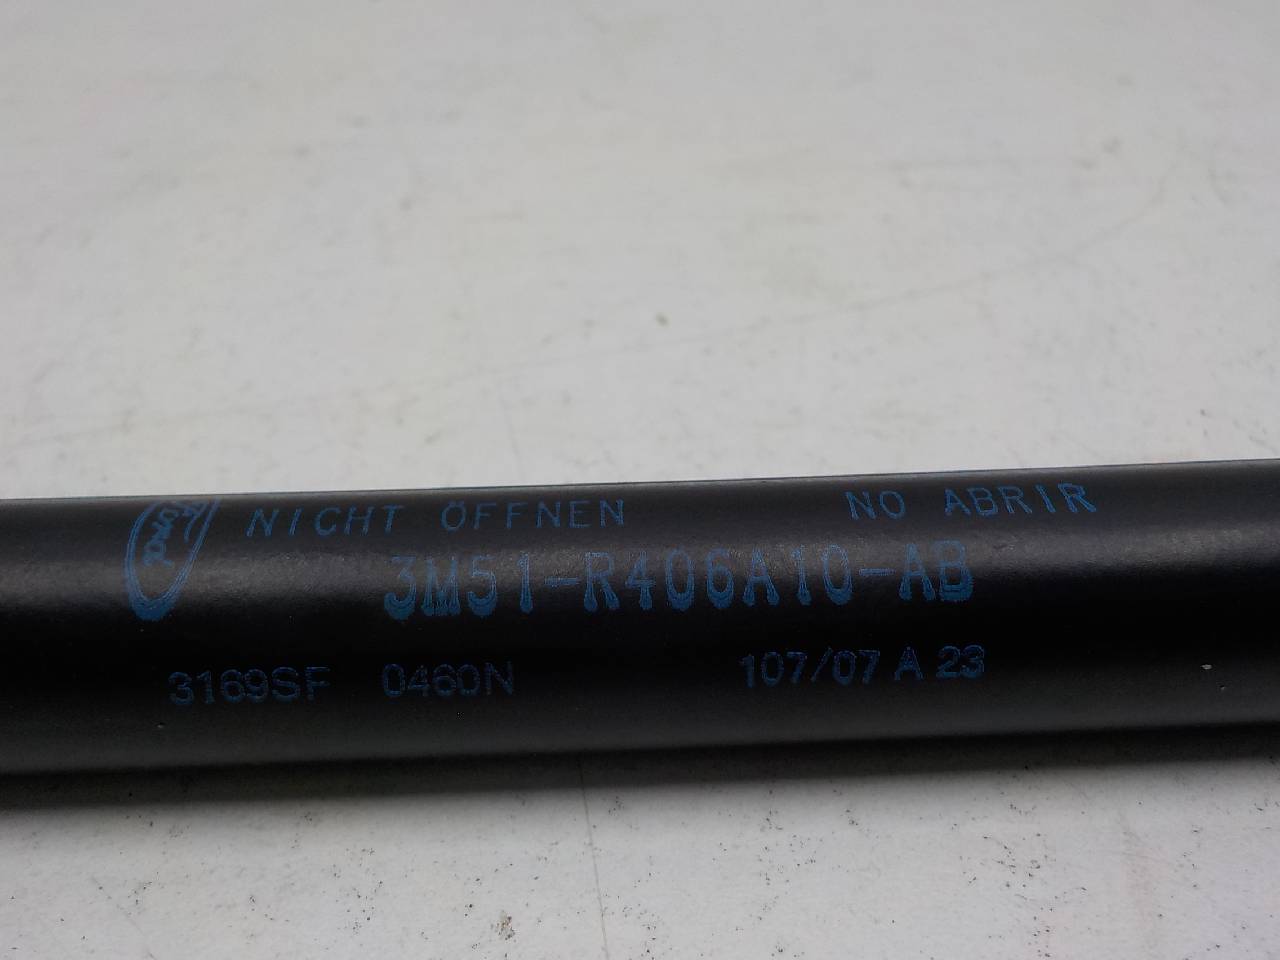 NICHT ÖFFNEN NO ABRIR
3M51-R406A10-AB
3169SF 0460N 107/07 A 23